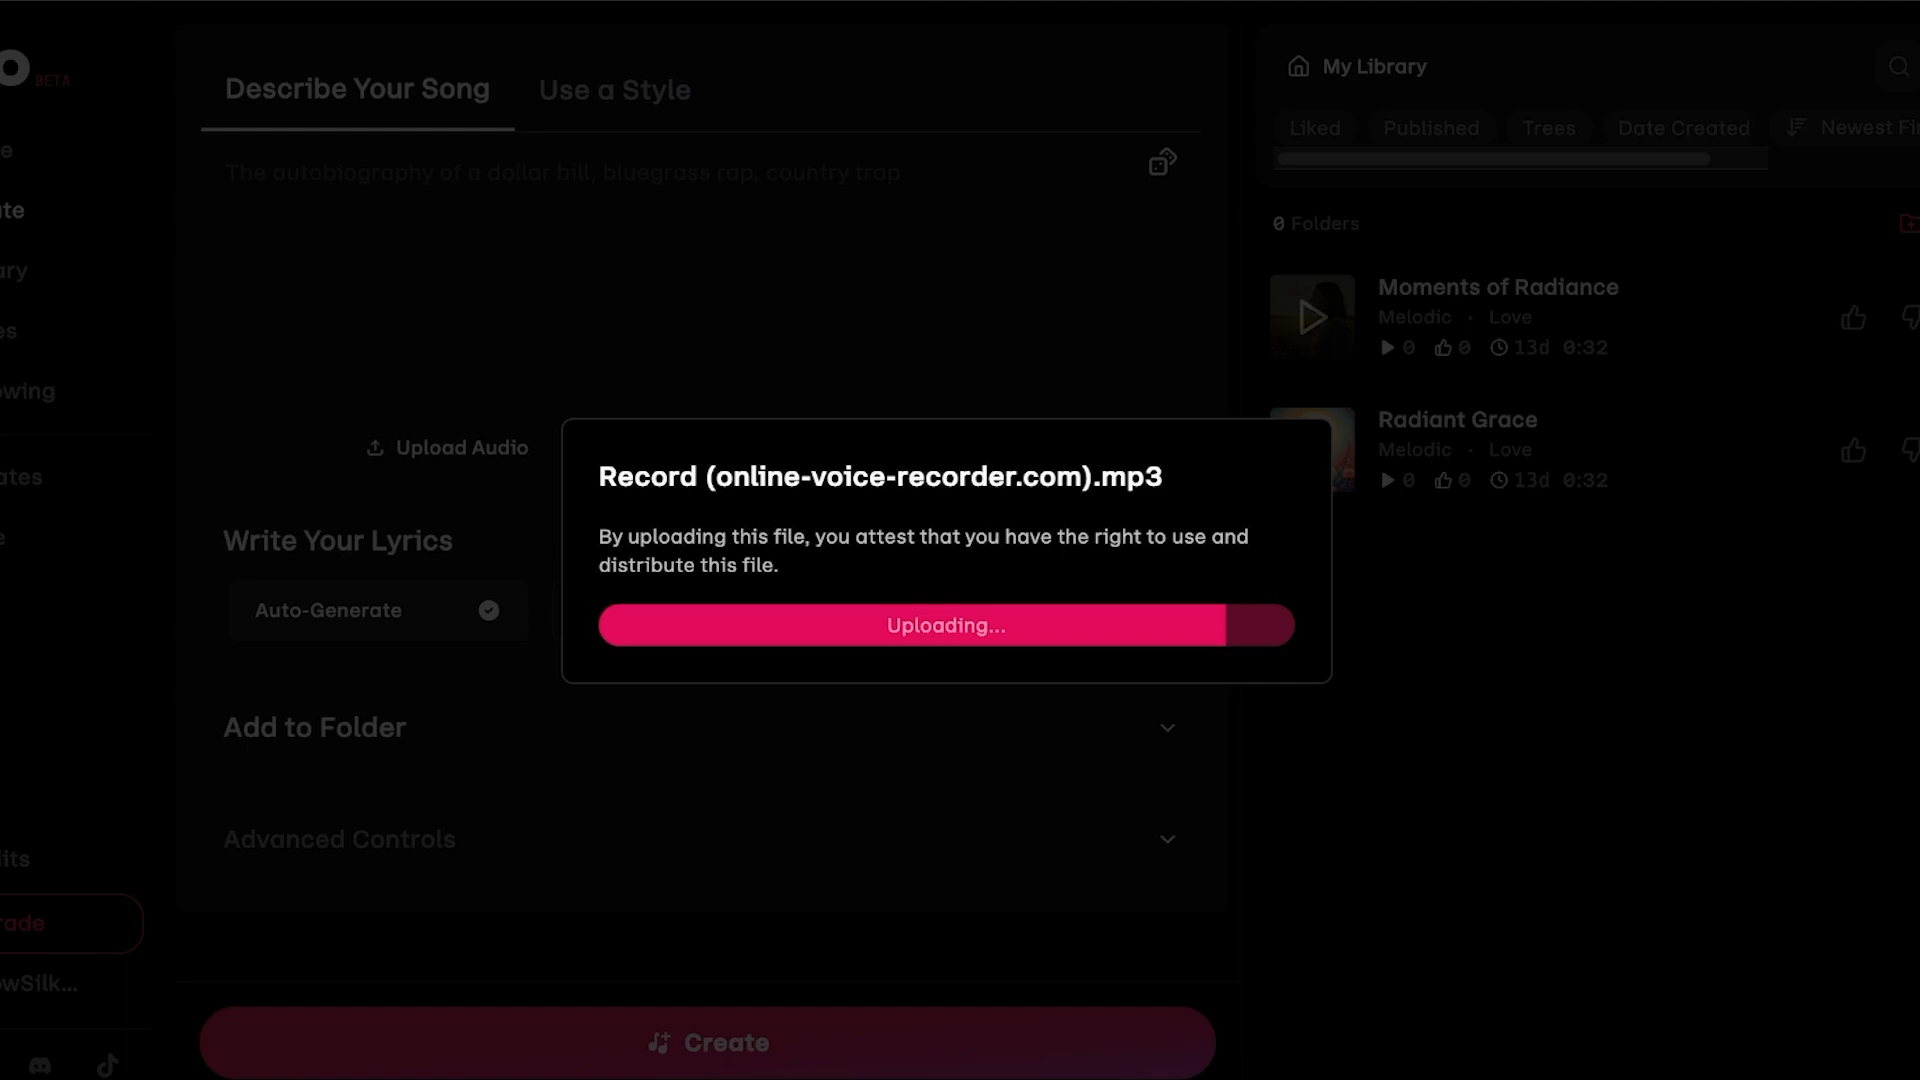 BETA
Describe Your Song
Use a Style
The autobiography of a dollar bill, bluegrass rap, country trap
Upload Audio
Write Your Lyrics
Auto-Generate
Add to Folder
Advanced Controls
Create
Record (online-voice-recorder.com).mp3
By uploading this file, you attest that you have the right to use and
distribute this file.
Uploading...
My Library
Liked
Published
Trees
Date Created
Newest Fi
0 Folders
Moments of Radiance
Melodic · Love
0 0 13d 0:32
Radiant Grace
Melodic · Love
0 0 13d 0:32